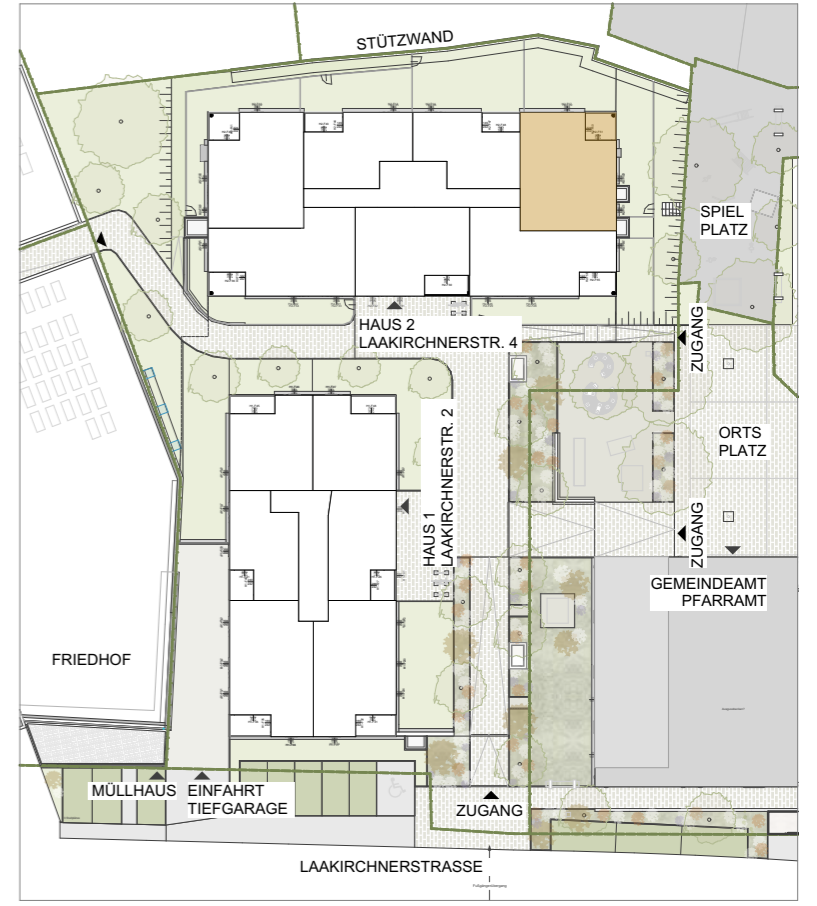 STÜTZWAND
SPIEL
PLATZ
HAUS 2
LAAKIRCHNERSTR. 4
ZUGANG
HAUS 1
LAAKIRCHNERSTR. 2
ORTS
PLATZ
ZUGANG
GEMEINDEAMT
PFARRAMT
FRIEDHOF
MÜLLHAUS
EINFAHRT
TIEFGARAGE
ZUGANG
LAAKIRCHNERSTRASSE